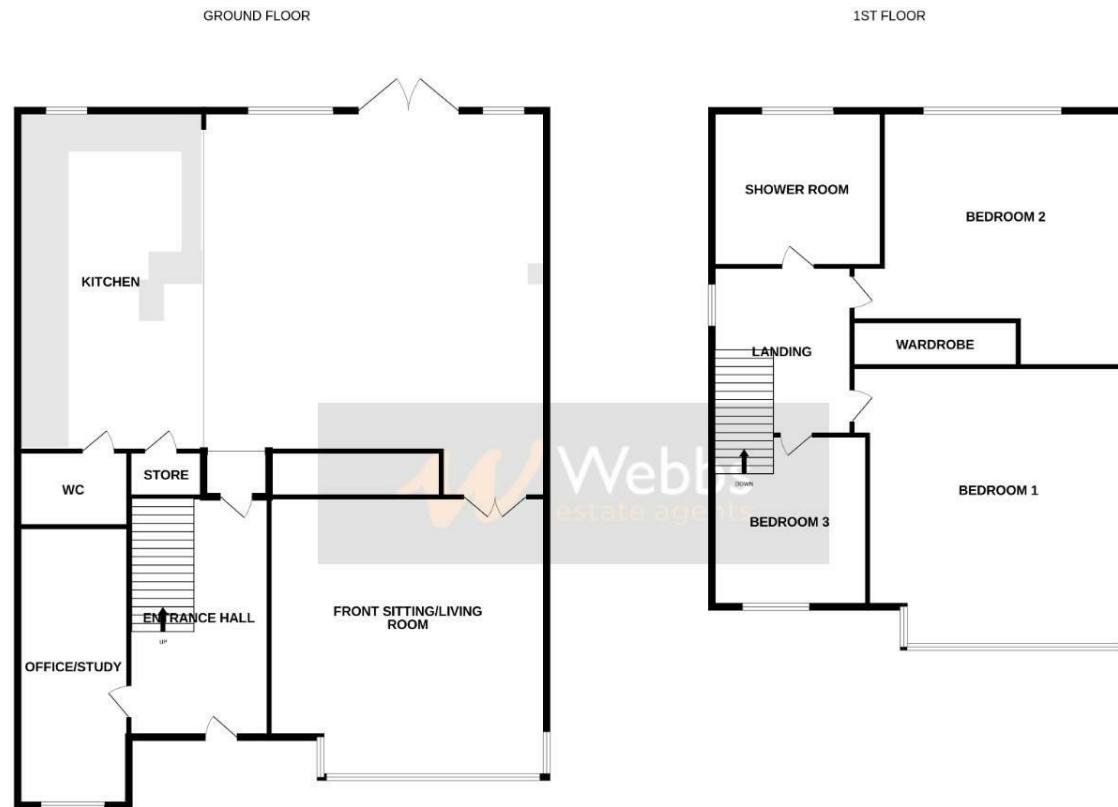 GROUND FLOOR
1ST FLOOR
SHOWER ROOM
BEDROOM 2
KITCHEN
LANDING
WARDROBE
WC
STORE
DOWN
BEDROOM 1
Webbs
estate agents
BEDROOM 3
ENTRANCE HALL
FRONT SITTING/LIVING
ROOM
UP
OFFICE/STUDY